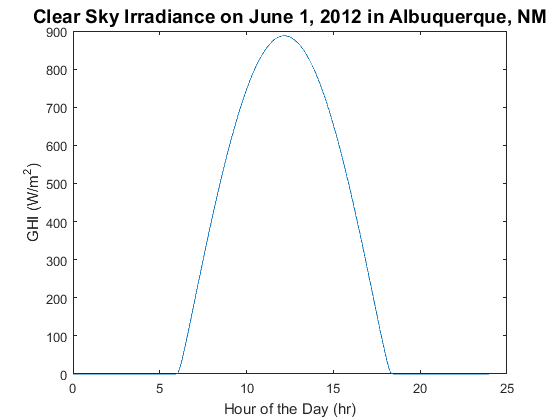 Clear Sky Irradiance on June 1, 2012 in Albuquerque, NM
900
800
700
600
500
400
300
200
100
0
GHI (W/m²)
0 5 10 15 20 25
Hour of the Day (hr)